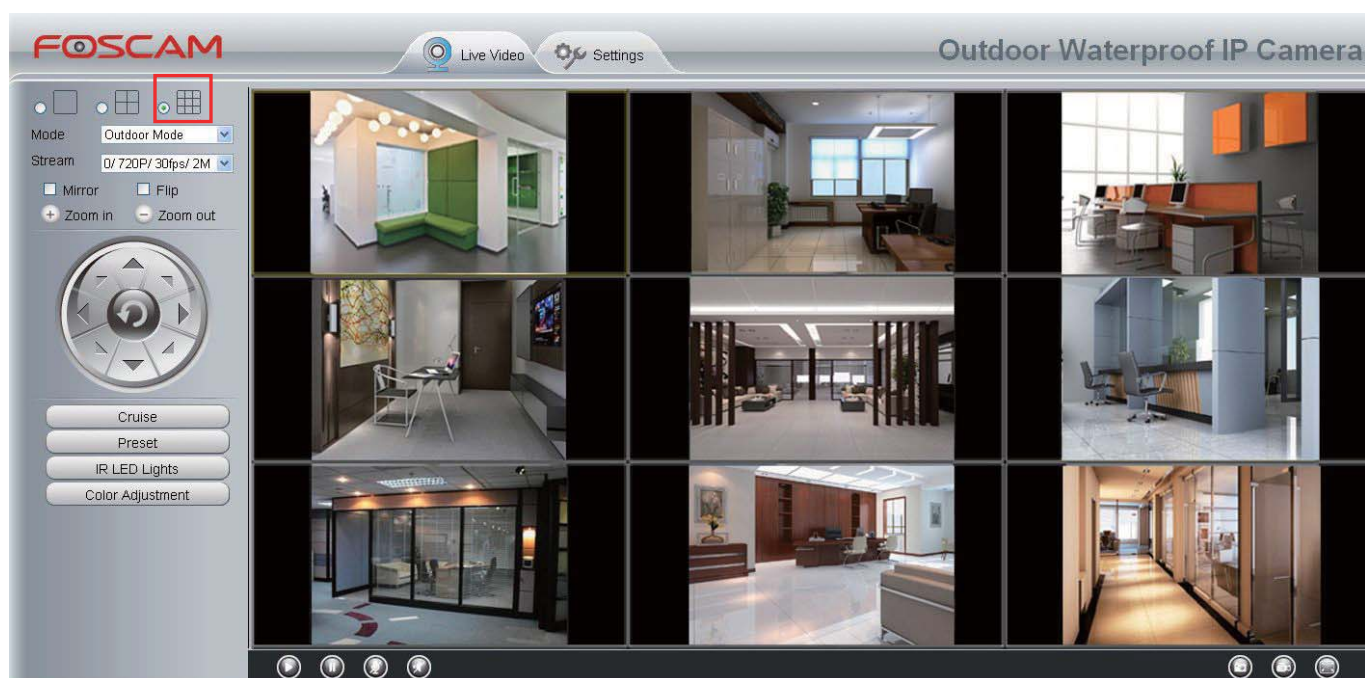 FOSCAM
Live Video
Settings
Outdoor Waterproof IP Camera
Mode
Outdoor Mode
Stream
0/ 720P/ 30fps/ 2M
Mirror
Flip
Zoom in
Zoom out
Cruise
Preset
IR LED Lights
Color Adjustment